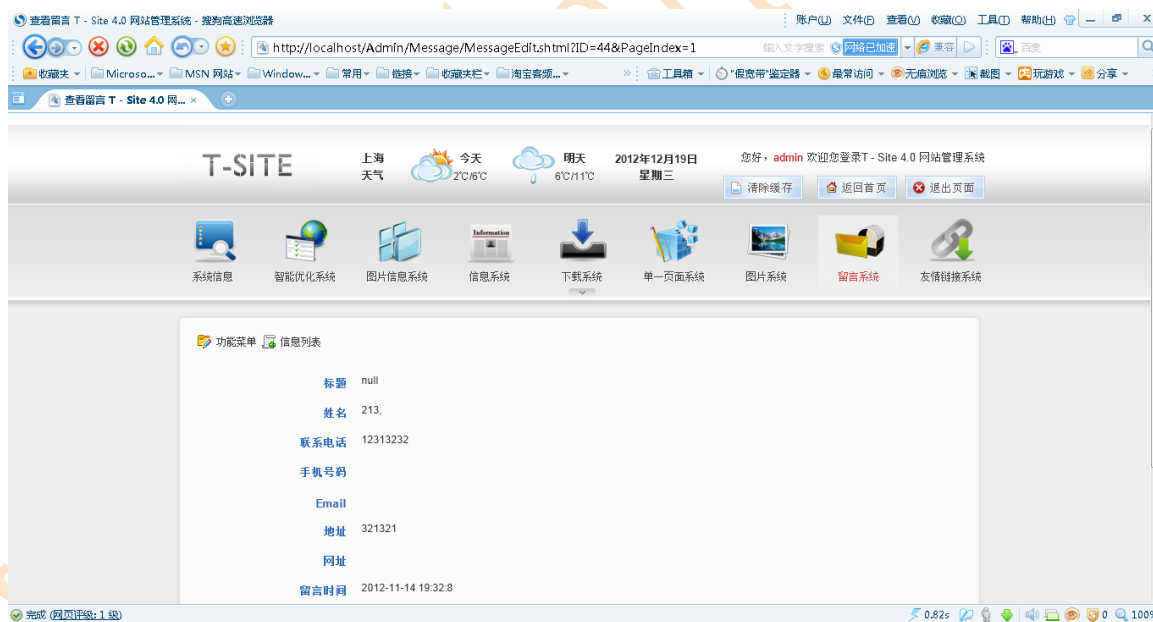 查看留言 T - Site 4.0 网站管理系统 - 搜狗高速浏览器 账户(U) 文件(F) 查看(V) 收藏(O) 工具(T) 帮助(H)
http://localhost/Admin/Message/MessageEdit.shtml?ID=44&PageIndex=1 输入文字搜索 网络已加速 兼容 百度
收藏夹 Microso... MSN 网站 Window... 常用 链接 收藏夹栏 淘宝客频... » 工具箱 "假宽带"鉴定器 最常访问 无痕浏览 截图 玩游戏 分享
查看留言 T - Site 4.0 网... ×
T-SITE
上海 今天 明天 2012年12月19日 您好，admin 欢迎您登录T - Site 4.0 网站管理系统
天气 2℃/6℃ 6℃/11℃ 星期三
清除缓存 返回首页 退出页面
Information
系统信息 智能优化系统 图片信息系统 信息系统 下载系统 单一页面系统 图片系统 留言系统 友情链接系统
功能菜单 信息列表
标题 null
姓名 213,
联系电话 12313232
手机号码
Email
地址 321321
网址
留言时间 2012-11-14 19:32:8
完成 (网页评级: 1 级) 0.82s 0 100%